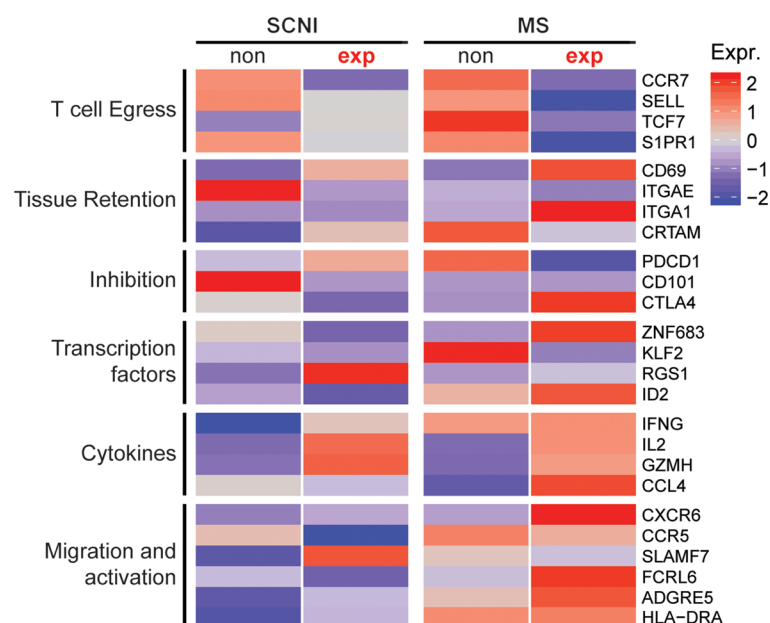 SCNI MS
non exp non exp
Expr.
2
1
0
−1
−2
T cell Egress
CCR7
SELL
TCF7
S1PR1
Tissue Retention
CD69
ITGAE
ITGA1
CRTAM
Inhibition
PDCD1
CD101
CTLA4
Transcription
factors
ZNF683
KLF2
RGS1
ID2
Cytokines
IFNG
IL2
GZMH
CCL4
Migration and
activation
CXCR6
CCR5
SLAMF7
FCRL6
ADGRE5
HLA−DRA